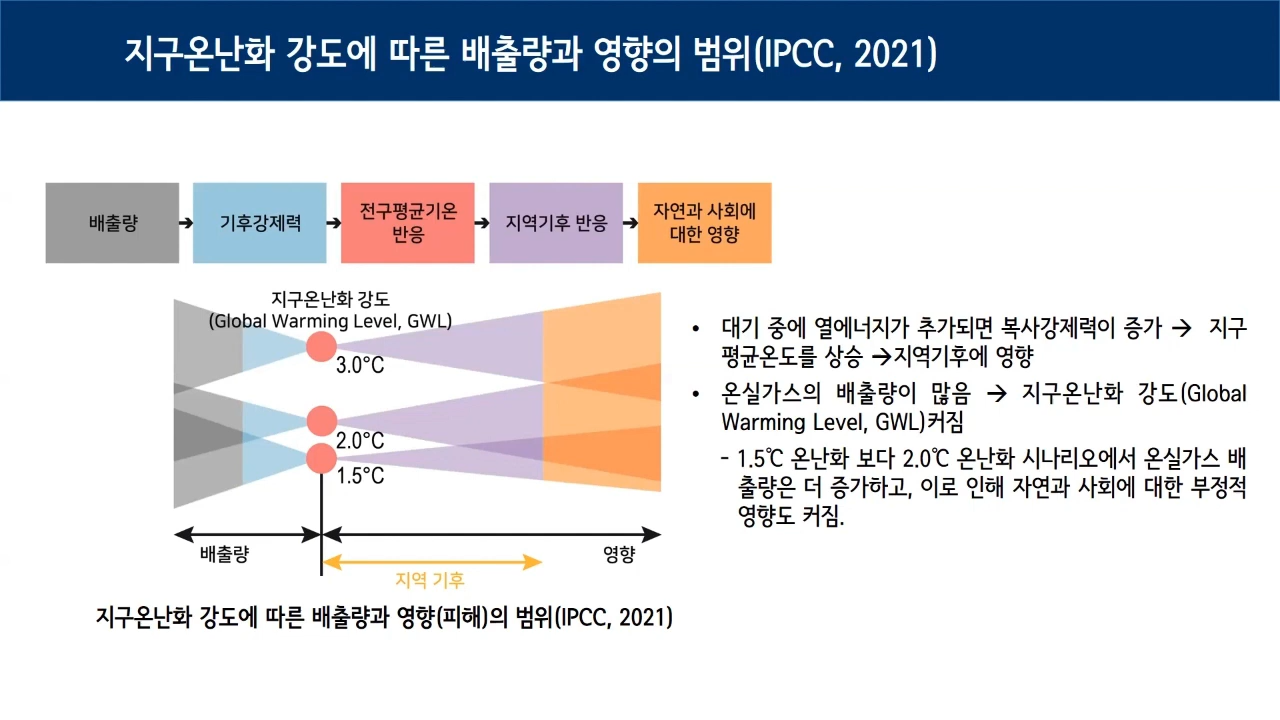 지구온난화 강도에 따른 배출량과 영향의 범위(IPCC, 2021)
배출량
기후강제력
전구평균기온
반응
지역기후 반응
자연과 사회에
대한 영향
지구온난화 강도
(Global Warming Level, GWL)
3.0°C
2.0°C
1.5°C
배출량
영향
지역 기후
지구온난화 강도에 따른 배출량과 영향(피해)의 범위(IPCC, 2021)
• 대기 중에 열에너지가 추가되면 복사강제력이 증가 → 지구
평균온도를 상승 →지역기후에 영향
• 온실가스의 배출량이 많음 → 지구온난화 강도(Global
Warming Level, GWL)커짐
- 1.5℃ 온난화 보다 2.0℃ 온난화 시나리오에서 온실가스 배
출량은 더 증가하고, 이로 인해 자연과 사회에 대한 부정적
영향도 커짐.